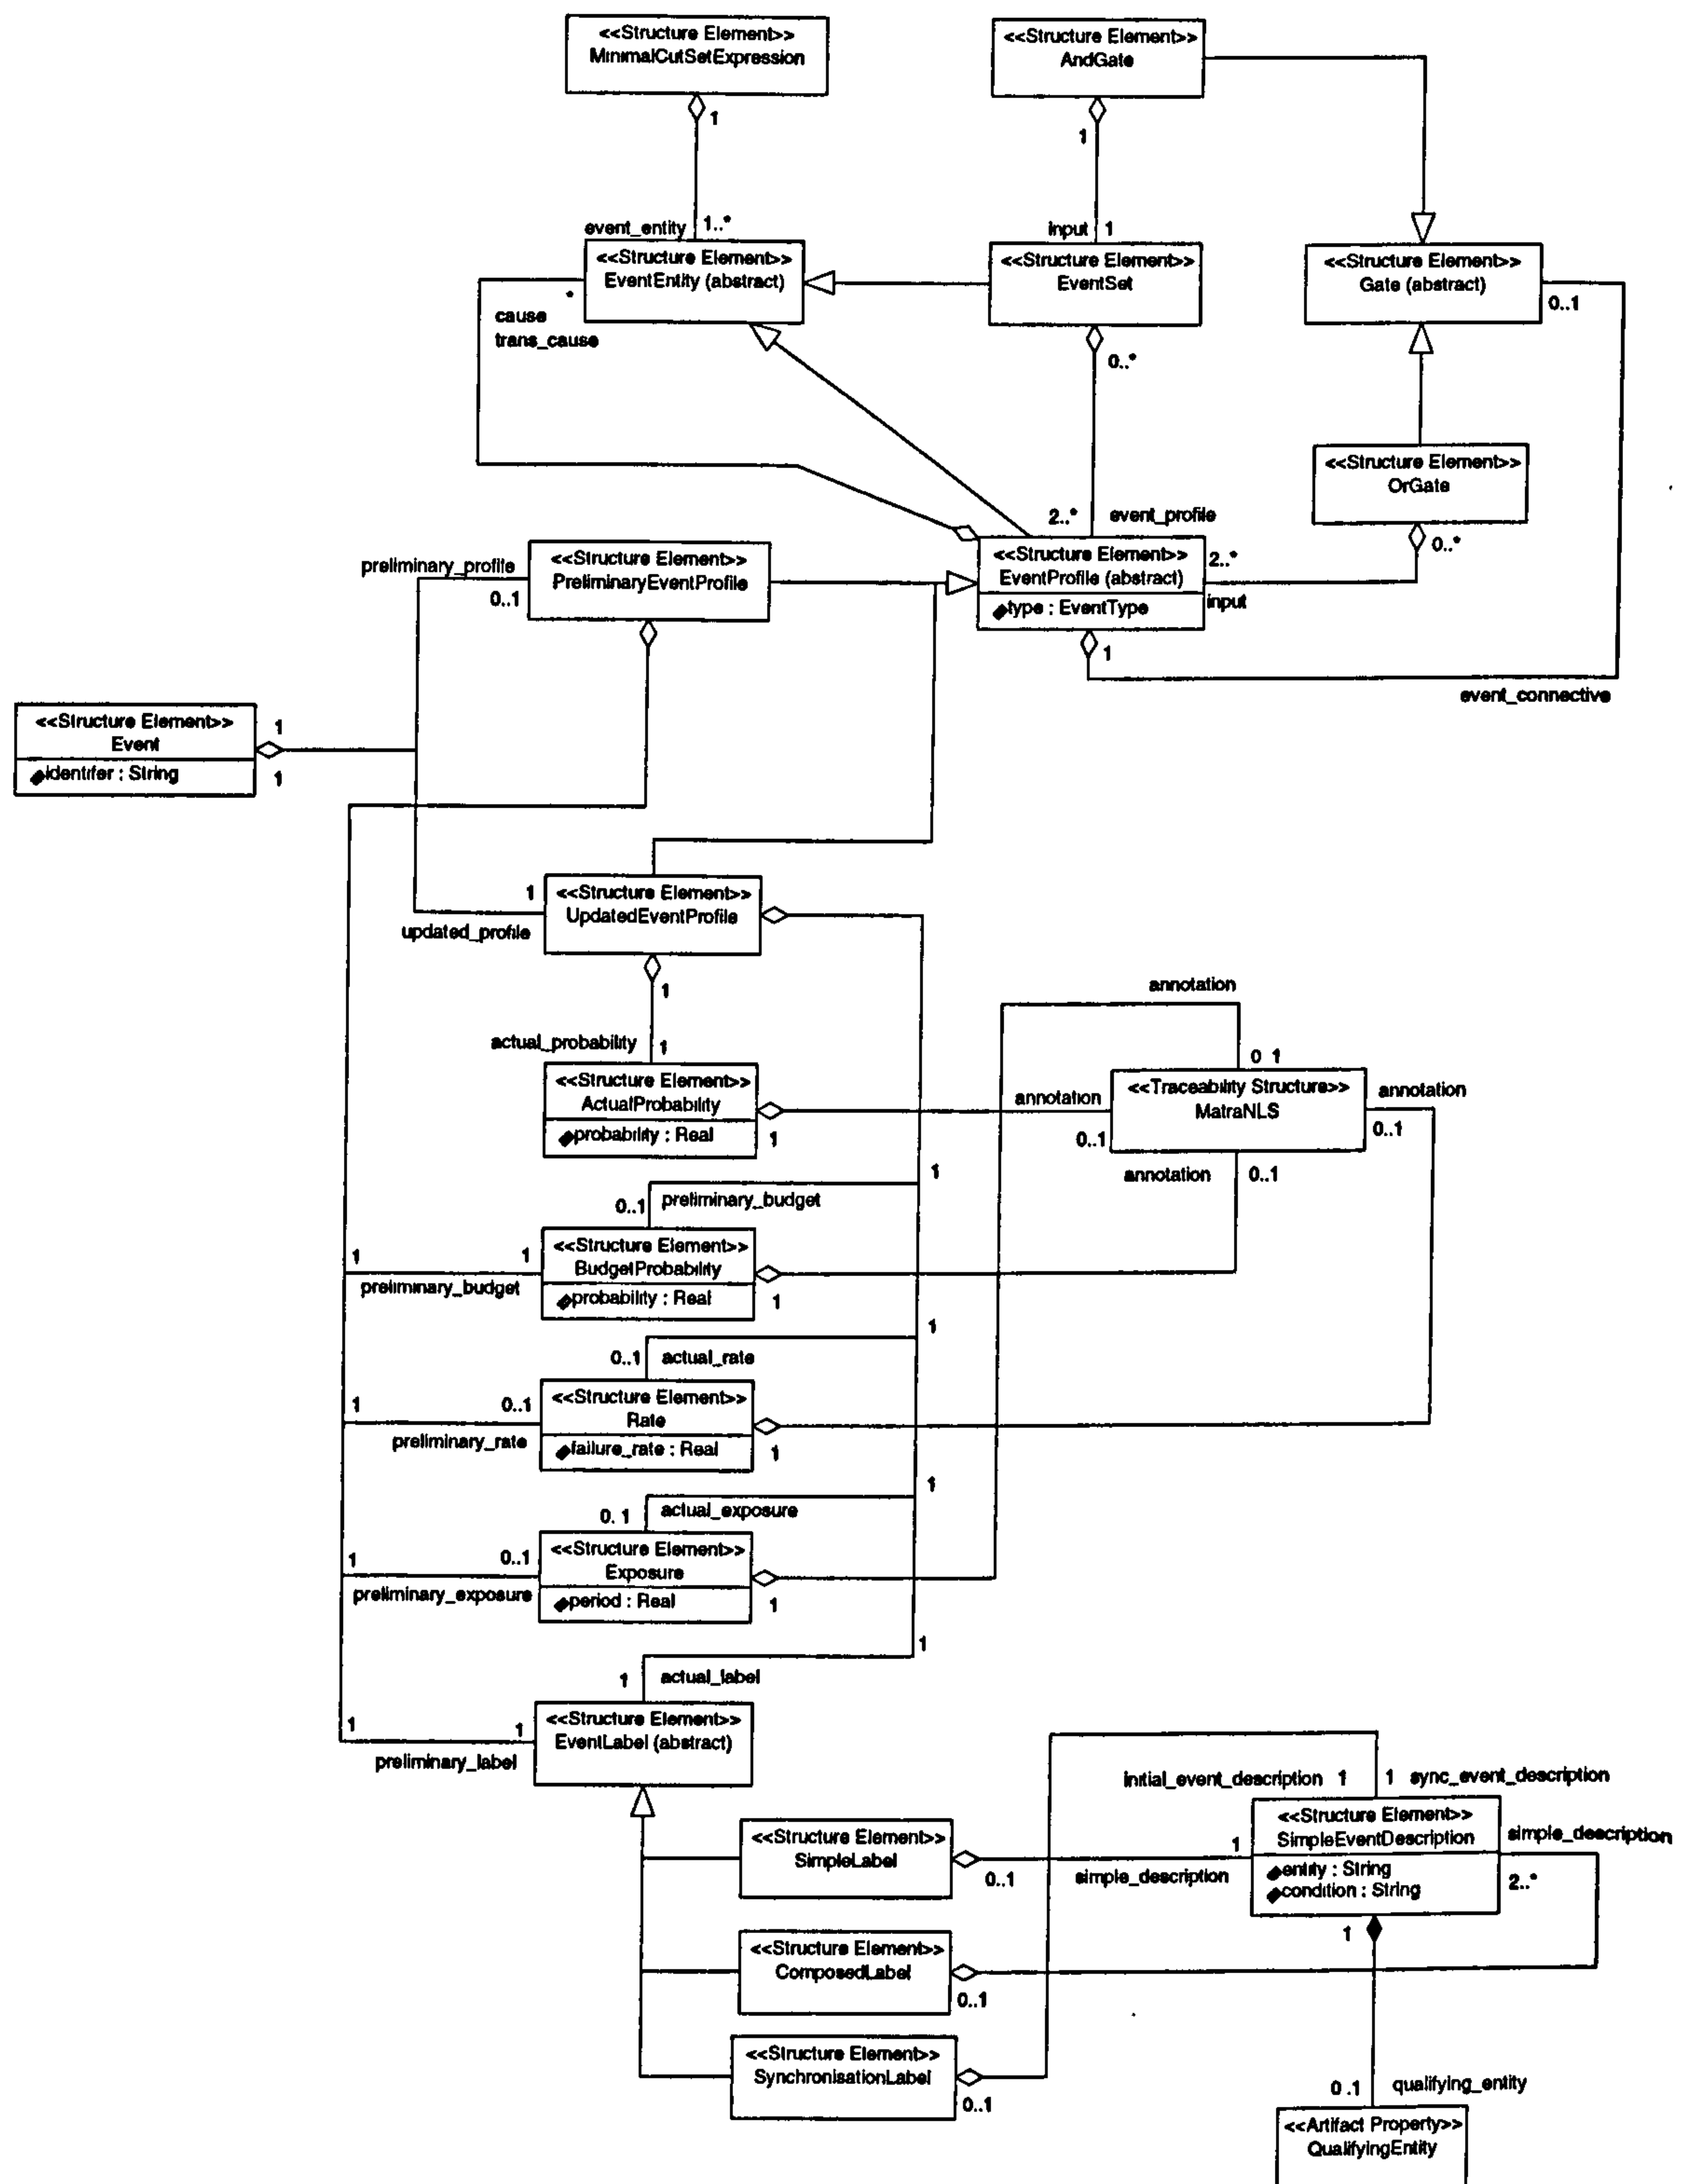 <<Structure Element>>
MinimalCutSetExpression
1
<<Structure Element>>
AndGate
1
event_entity
1..*
<<Structure Element>>
EventEntity (abstract)
*
cause
trans_cause
input
1
<<Structure Element>>
EventSet
0..*
<<Structure Element>>
Gate (abstract)
0..1
<<Structure Element>>
OrGate
0..*
preliminary_profile
0..1
<<Structure Element>>
PreliminaryEventProfile
2..*
event_profile
<<Structure Element>>
EventProfile (abstract)
type : EventType
2..*
input
1
event_connective
<<Structure Element>>
Event
identifer : String
1
1
1
updated_profile
<<Structure Element>>
UpdatedEventProfile
1
actual_probability
1
<<Structure Element>>
ActualProbability
probability : Real
1
annotation
0 1
annotation
0..1
<<Traceability Structure>>
MatraNLS
annotation
0..1
annotation
0..1
1
0..1
preliminary_budget
1
1
preliminary_budget
<<Structure Element>>
BudgetProbability
probability : Real
1
1
0..1
actual_rate
1
0..1
preliminary_rate
<<Structure Element>>
Rate
failure_rate : Real
1
1
0. 1
actual_exposure
1
0..1
preliminary_exposure
<<Structure Element>>
Exposure
period : Real
1
1
1
actual_label
1
1
preliminary_label
<<Structure Element>>
EventLabel (abstract)
initial_event_description
1
1
sync_event_description
<<Structure Element>>
SimpleLabel
0..1
simple_description
1
<<Structure Element>>
SimpleEventDescription
entity : String
condition : String
simple_description
2..*
1
<<Structure Element>>
ComposedLabel
0..1
<<Structure Element>>
SynchronisationLabel
0..1
0 .1
qualifying_entity
<<Artifact Property>>
QualifyingEntity